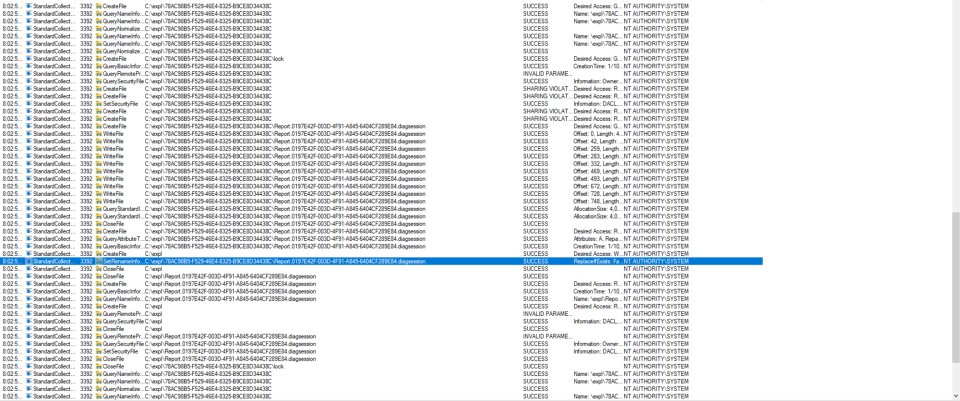 8:02:5... StandardCollect... 3392 CreateFile C:\expl\78AC98B5-F529-46E4-8325-B9CE8D34438C SUCCESS Desired Access: G... NT AUTHORITY\SYSTEM
8:02:5... StandardCollect... 3392 QueryNameInfo... C:\expl\78AC98B5-F529-46E4-8325-B9CE8D34438C SUCCESS Name: \expl\78AC... NT AUTHORITY\SYSTEM
8:02:5... StandardCollect... 3392 QueryNormalize... C:\expl\78AC98B5-F529-46E4-8325-B9CE8D34438C SUCCESS NT AUTHORITY\SYSTEM
8:02:5... StandardCollect... 3392 QueryNameInfo... C:\expl\78AC98B5-F529-46E4-8325-B9CE8D34438C SUCCESS Name: \expl\78AC... NT AUTHORITY\SYSTEM
8:02:5... StandardCollect... 3392 QueryNormalize... C:\expl\78AC98B5-F529-46E4-8325-B9CE8D34438C SUCCESS NT AUTHORITY\SYSTEM
8:02:5... StandardCollect... 3392 QueryNameInfo... C:\expl\78AC98B5-F529-46E4-8325-B9CE8D34438C SUCCESS Name: \expl\78AC... NT AUTHORITY\SYSTEM
8:02:5... StandardCollect... 3392 QueryNormalize... C:\expl\78AC98B5-F529-46E4-8325-B9CE8D34438C SUCCESS NT AUTHORITY\SYSTEM
8:02:5... StandardCollect... 3392 CreateFile C:\expl\78AC98B5-F529-46E4-8325-B9CE8D34438C\lock SUCCESS Desired Access: G... NT AUTHORITY\SYSTEM
8:02:5... StandardCollect... 3392 QueryBasicInfor... C:\expl\78AC98B5-F529-46E4-8325-B9CE8D34438C SUCCESS CreationTime: 1/10... NT AUTHORITY\SYSTEM
8:02:5... StandardCollect... 3392 QueryRemotePr... C:\expl\78AC98B5-F529-46E4-8325-B9CE8D34438C INVALID PARAME... NT AUTHORITY\SYSTEM
8:02:5... StandardCollect... 3392 QuerySecurityFile C:\expl\78AC98B5-F529-46E4-8325-B9CE8D34438C SUCCESS Information: Owner... NT AUTHORITY\SYSTEM
8:02:5... StandardCollect... 3392 CreateFile C:\expl\78AC98B5-F529-46E4-8325-B9CE8D34438C SHARING VIOLAT... Desired Access: R... NT AUTHORITY\SYSTEM
8:02:5... StandardCollect... 3392 CreateFile C:\expl\78AC98B5-F529-46E4-8325-B9CE8D34438C SHARING VIOLAT... Desired Access: R... NT AUTHORITY\SYSTEM
8:02:5... StandardCollect... 3392 SetSecurityFile C:\expl\78AC98B5-F529-46E4-8325-B9CE8D34438C SUCCESS Information: DACL... NT AUTHORITY\SYSTEM
8:02:5... StandardCollect... 3392 CreateFile C:\expl\78AC98B5-F529-46E4-8325-B9CE8D34438C SHARING VIOLAT... Desired Access: R... NT AUTHORITY\SYSTEM
8:02:5... StandardCollect... 3392 CreateFile C:\expl\78AC98B5-F529-46E4-8325-B9CE8D34438C SHARING VIOLAT... Desired Access: R... NT AUTHORITY\SYSTEM
8:02:5... StandardCollect... 3392 CreateFile C:\expl\78AC98B5-F529-46E4-8325-B9CE8D34438C\Report.0197E42F-003D-4F91-A845-6404CF289E84.diagsession SUCCESS Desired Access: G... NT AUTHORITY\SYSTEM
8:02:5... StandardCollect... 3392 WriteFile C:\expl\78AC98B5-F529-46E4-8325-B9CE8D34438C\Report.0197E42F-003D-4F91-A845-6404CF289E84.diagsession SUCCESS Offset: 0, Length: 4... NT AUTHORITY\SYSTEM
8:02:5... StandardCollect... 3392 WriteFile C:\expl\78AC98B5-F529-46E4-8325-B9CE8D34438C\Report.0197E42F-003D-4F91-A845-6404CF289E84.diagsession SUCCESS Offset: 42, Length... NT AUTHORITY\SYSTEM
8:02:5... StandardCollect... 3392 WriteFile C:\expl\78AC98B5-F529-46E4-8325-B9CE8D34438C\Report.0197E42F-003D-4F91-A845-6404CF289E84.diagsession SUCCESS Offset: 259, Length... NT AUTHORITY\SYSTEM
8:02:5... StandardCollect... 3392 WriteFile C:\expl\78AC98B5-F529-46E4-8325-B9CE8D34438C\Report.0197E42F-003D-4F91-A845-6404CF289E84.diagsession SUCCESS Offset: 283, Length... NT AUTHORITY\SYSTEM
8:02:5... StandardCollect... 3392 WriteFile C:\expl\78AC98B5-F529-46E4-8325-B9CE8D34438C\Report.0197E42F-003D-4F91-A845-6404CF289E84.diagsession SUCCESS Offset: 332, Length... NT AUTHORITY\SYSTEM
8:02:5... StandardCollect... 3392 WriteFile C:\expl\78AC98B5-F529-46E4-8325-B9CE8D34438C\Report.0197E42F-003D-4F91-A845-6404CF289E84.diagsession SUCCESS Offset: 469, Length... NT AUTHORITY\SYSTEM
8:02:5... StandardCollect... 3392 WriteFile C:\expl\78AC98B5-F529-46E4-8325-B9CE8D34438C\Report.0197E42F-003D-4F91-A845-6404CF289E84.diagsession SUCCESS Offset: 493, Length... NT AUTHORITY\SYSTEM
8:02:5... StandardCollect... 3392 WriteFile C:\expl\78AC98B5-F529-46E4-8325-B9CE8D34438C\Report.0197E42F-003D-4F91-A845-6404CF289E84.diagsession SUCCESS Offset: 672, Length... NT AUTHORITY\SYSTEM
8:02:5... StandardCollect... 3392 WriteFile C:\expl\78AC98B5-F529-46E4-8325-B9CE8D34438C\Report.0197E42F-003D-4F91-A845-6404CF289E84.diagsession SUCCESS Offset: 728, Length... NT AUTHORITY\SYSTEM
8:02:5... StandardCollect... 3392 WriteFile C:\expl\78AC98B5-F529-46E4-8325-B9CE8D34438C\Report.0197E42F-003D-4F91-A845-6404CF289E84.diagsession SUCCESS Offset: 748, Length... NT AUTHORITY\SYSTEM
8:02:5... StandardCollect... 3392 QueryStandardI... C:\expl\78AC98B5-F529-46E4-8325-B9CE8D34438C\Report.0197E42F-003D-4F91-A845-6404CF289E84.diagsession SUCCESS AllocationSize: 4,0... NT AUTHORITY\SYSTEM
8:02:5... StandardCollect... 3392 QueryStandardI... C:\expl\78AC98B5-F529-46E4-8325-B9CE8D34438C\Report.0197E42F-003D-4F91-A845-6404CF289E84.diagsession SUCCESS AllocationSize: 4,0... NT AUTHORITY\SYSTEM
8:02:5... StandardCollect... 3392 CloseFile C:\expl\78AC98B5-F529-46E4-8325-B9CE8D34438C\Report.0197E42F-003D-4F91-A845-6404CF289E84.diagsession SUCCESS NT AUTHORITY\SYSTEM
8:02:5... StandardCollect... 3392 CreateFile C:\expl\78AC98B5-F529-46E4-8325-B9CE8D34438C\Report.0197E42F-003D-4F91-A845-6404CF289E84.diagsession SUCCESS Desired Access: R... NT AUTHORITY\SYSTEM
8:02:5... StandardCollect... 3392 QueryAttributeT... C:\expl\78AC98B5-F529-46E4-8325-B9CE8D34438C\Report.0197E42F-003D-4F91-A845-6404CF289E84.diagsession SUCCESS Attributes: A, Repa... NT AUTHORITY\SYSTEM
8:02:5... StandardCollect... 3392 QueryBasicInfor... C:\expl\78AC98B5-F529-46E4-8325-B9CE8D34438C\Report.0197E42F-003D-4F91-A845-6404CF289E84.diagsession SUCCESS CreationTime: 1/10... NT AUTHORITY\SYSTEM
8:02:5... StandardCollect... 3392 CreateFile C:\expl SUCCESS Desired Access: W... NT AUTHORITY\SYSTEM
8:02:5... StandardCollect... 3392 SetRenameInfo... C:\expl\78AC98B5-F529-46E4-8325-B9CE8D34438C\Report.0197E42F-003D-4F91-A845-6404CF289E84.diagsession SUCCESS ReplaceIfExists: Fa... NT AUTHORITY\SYSTEM
8:02:5... StandardCollect... 3392 CloseFile C:\expl SUCCESS NT AUTHORITY\SYSTEM
8:02:5... StandardCollect... 3392 CloseFile C:\expl\Report.0197E42F-003D-4F91-A845-6404CF289E84.diagsession SUCCESS NT AUTHORITY\SYSTEM
8:02:5... StandardCollect... 3392 CreateFile C:\expl\Report.0197E42F-003D-4F91-A845-6404CF289E84.diagsession SUCCESS Desired Access: R... NT AUTHORITY\SYSTEM
8:02:5... StandardCollect... 3392 QueryBasicInfor... C:\expl\Report.0197E42F-003D-4F91-A845-6404CF289E84.diagsession SUCCESS CreationTime: 1/10... NT AUTHORITY\SYSTEM
8:02:5... StandardCollect... 3392 QueryNameInfo... C:\expl\Report.0197E42F-003D-4F91-A845-6404CF289E84.diagsession SUCCESS Name: \expl\Repo... NT AUTHORITY\SYSTEM
8:02:5... StandardCollect... 3392 CreateFile C:\expl SUCCESS Desired Access: R... NT AUTHORITY\SYSTEM
8:02:5... StandardCollect... 3392 QueryRemotePr... C:\expl INVALID PARAME... NT AUTHORITY\SYSTEM
8:02:5... StandardCollect... 3392 QuerySecurityFile C:\expl SUCCESS Information: DACL... NT AUTHORITY\SYSTEM
8:02:5... StandardCollect... 3392 CloseFile C:\expl SUCCESS NT AUTHORITY\SYSTEM
8:02:5... StandardCollect... 3392 QueryRemotePr... C:\expl\Report.0197E42F-003D-4F91-A845-6404CF289E84.diagsession INVALID PARAME... NT AUTHORITY\SYSTEM
8:02:5... StandardCollect... 3392 QuerySecurityFile C:\expl\Report.0197E42F-003D-4F91-A845-6404CF289E84.diagsession SUCCESS Information: Owner... NT AUTHORITY\SYSTEM
8:02:5... StandardCollect... 3392 SetSecurityFile C:\expl\Report.0197E42F-003D-4F91-A845-6404CF289E84.diagsession SUCCESS Information: DACL... NT AUTHORITY\SYSTEM
8:02:5... StandardCollect... 3392 CloseFile C:\expl\Report.0197E42F-003D-4F91-A845-6404CF289E84.diagsession SUCCESS NT AUTHORITY\SYSTEM
8:02:5... StandardCollect... 3392 CloseFile C:\expl\78AC98B5-F529-46E4-8325-B9CE8D34438C\lock SUCCESS NT AUTHORITY\SYSTEM
8:02:5... StandardCollect... 3392 QueryNameInfo... C:\expl\78AC98B5-F529-46E4-8325-B9CE8D34438C SUCCESS Name: \expl\78AC... NT AUTHORITY\SYSTEM
8:02:5... StandardCollect... 3392 QueryNameInfo... C:\expl\78AC98B5-F529-46E4-8325-B9CE8D34438C SUCCESS Name: \expl\78AC... NT AUTHORITY\SYSTEM
8:02:5... StandardCollect... 3392 QueryNormalize... C:\expl\78AC98B5-F529-46E4-8325-B9CE8D34438C SUCCESS NT AUTHORITY\SYSTEM
8:02:5... StandardCollect... 3392 QueryNameInfo... C:\expl\78AC98B5-F529-46E4-8325-B9CE8D34438C SUCCESS Name: \expl\78AC... NT AUTHORITY\SYSTEM